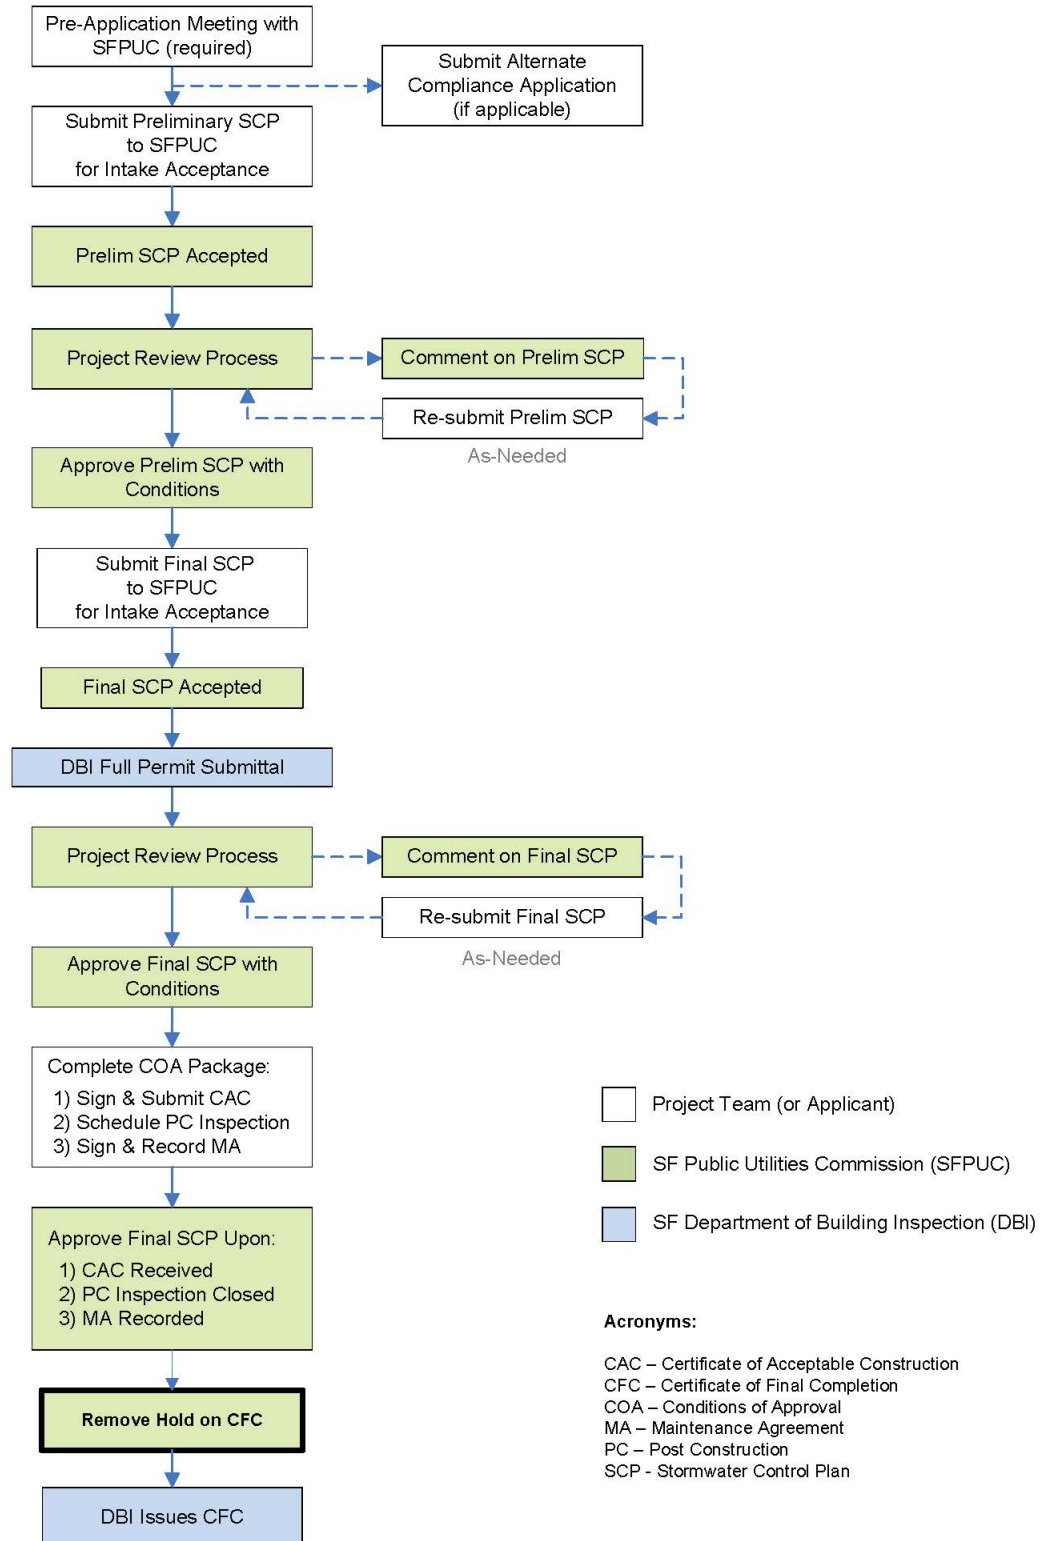 Pre-Application Meeting with
SFPUC (required)
Submit Alternate
Compliance Application
(if applicable)
Submit Preliminary SCP
to SFPUC
for Intake Acceptance
Prelim SCP Accepted
Project Review Process
Comment on Prelim SCP
Re-submit Prelim SCP
As-Needed
Approve Prelim SCP with
Conditions
Submit Final SCP
to SFPUC
for Intake Acceptance
Final SCP Accepted
DBI Full Permit Submittal
Project Review Process
Comment on Final SCP
Re-submit Final SCP
As-Needed
Approve Final SCP with
Conditions
Complete COA Package:
1) Sign & Submit CAC
2) Schedule PC Inspection
3) Sign & Record MA
Approve Final SCP Upon:
1) CAC Received
2) PC Inspection Closed
3) MA Recorded
Remove Hold on CFC
DBI Issues CFC
Project Team (or Applicant)
SF Public Utilities Commission (SFPUC)
SF Department of Building Inspection (DBI)
Acronyms:
CAC – Certificate of Acceptable Construction
CFC – Certificate of Final Completion
COA – Conditions of Approval
MA – Maintenance Agreement
PC – Post Construction
SCP - Stormwater Control Plan